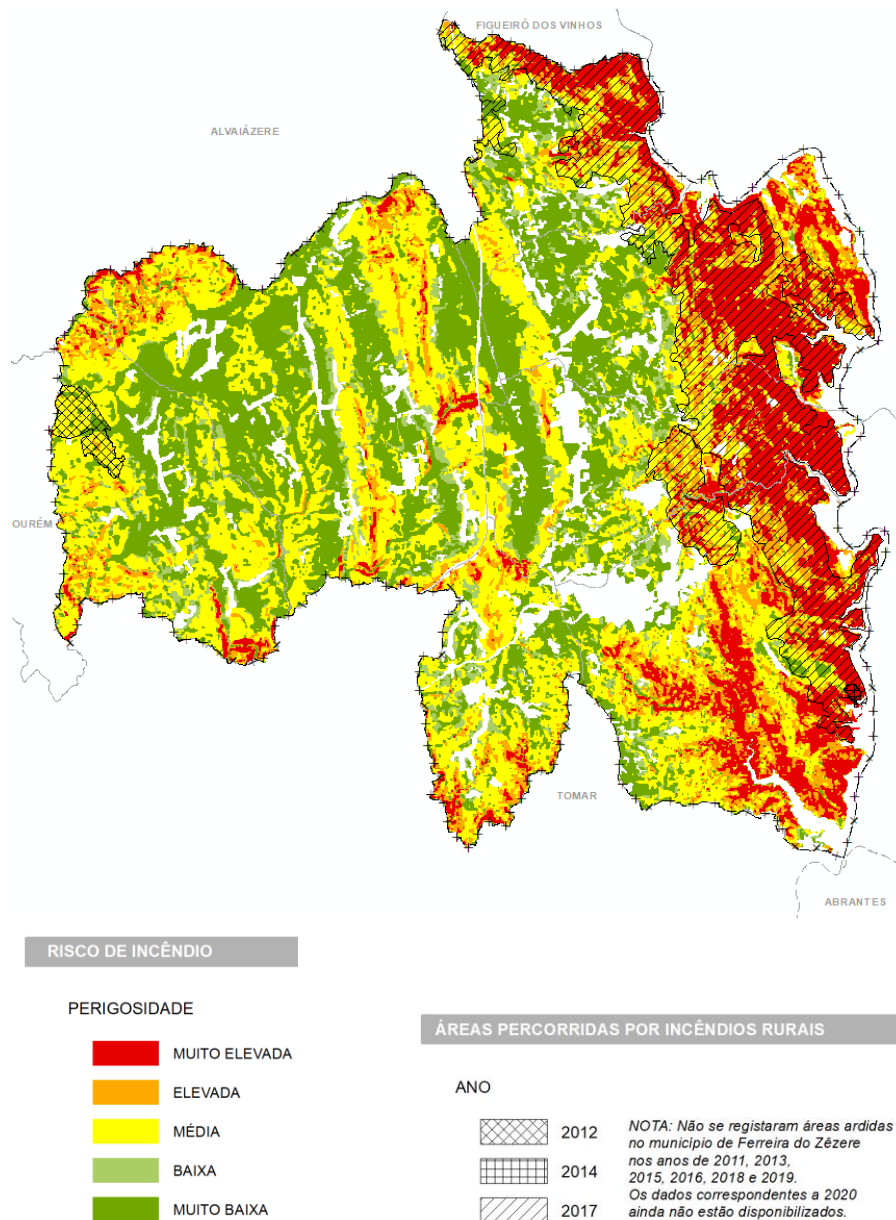 FIGUEIRÓ DOS VINHOS
ALVAIÁZERE
OURÉM
TOMAR
ABRANTES
RISCO DE INCÊNDIO
PERIGOSIDADE
MUITO ELEVADA
ELEVADA
MÉDIA
BAIXA
MUITO BAIXA
ÁREAS PERCORRIDAS POR INCÊNDIOS RURAIS
ANO
2012
2014
2017
NOTA: Não se registaram áreas ardidas
no município de Ferreira do Zêzere
nos anos de 2011, 2013,
2015, 2016, 2018 e 2019.
Os dados correspondentes a 2020
ainda não estão disponibilizados.